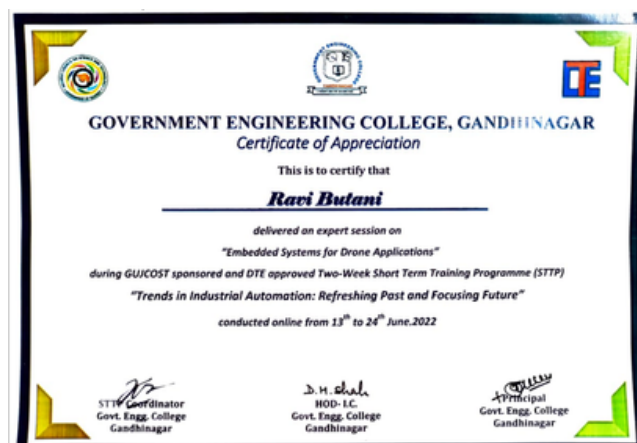 GOVERNMENT ENGINEERING COLLEGE, GANDHINAGAR
Certificate of Appreciation
This is to certify that
Ravi Butani
delivered an expert session on
"Embedded Systems for Drone Applications"
during GUJCOST sponsored and DTE approved Two-Week Short Term Training Programme (STTP)
"Trends in Industrial Automation: Refreshing Past and Focusing Future"
conducted online from 13th to 24th June.2022
STTP Coordinator
Govt. Engg. College
Gandhinagar
D.M.Shah
HOD- I.C.
Govt. Engg. College
Gandhinagar
Principal
Govt. Engg. College
Gandhinagar